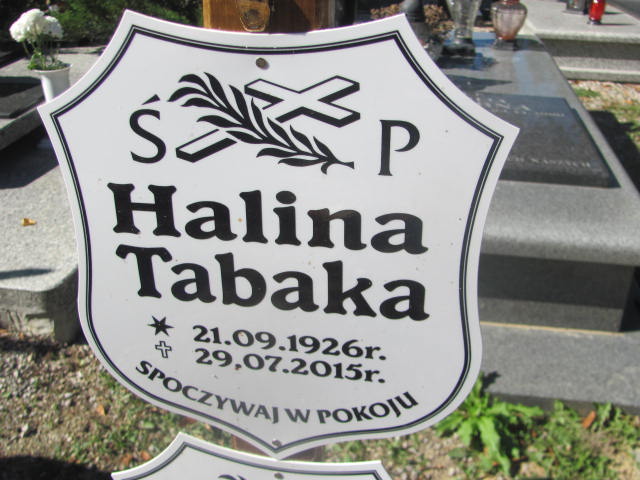 Ś P
Halina
Tabaka
21.09.1926r.
29.07.2015r.
SPOCZYWAJ W POKOJU